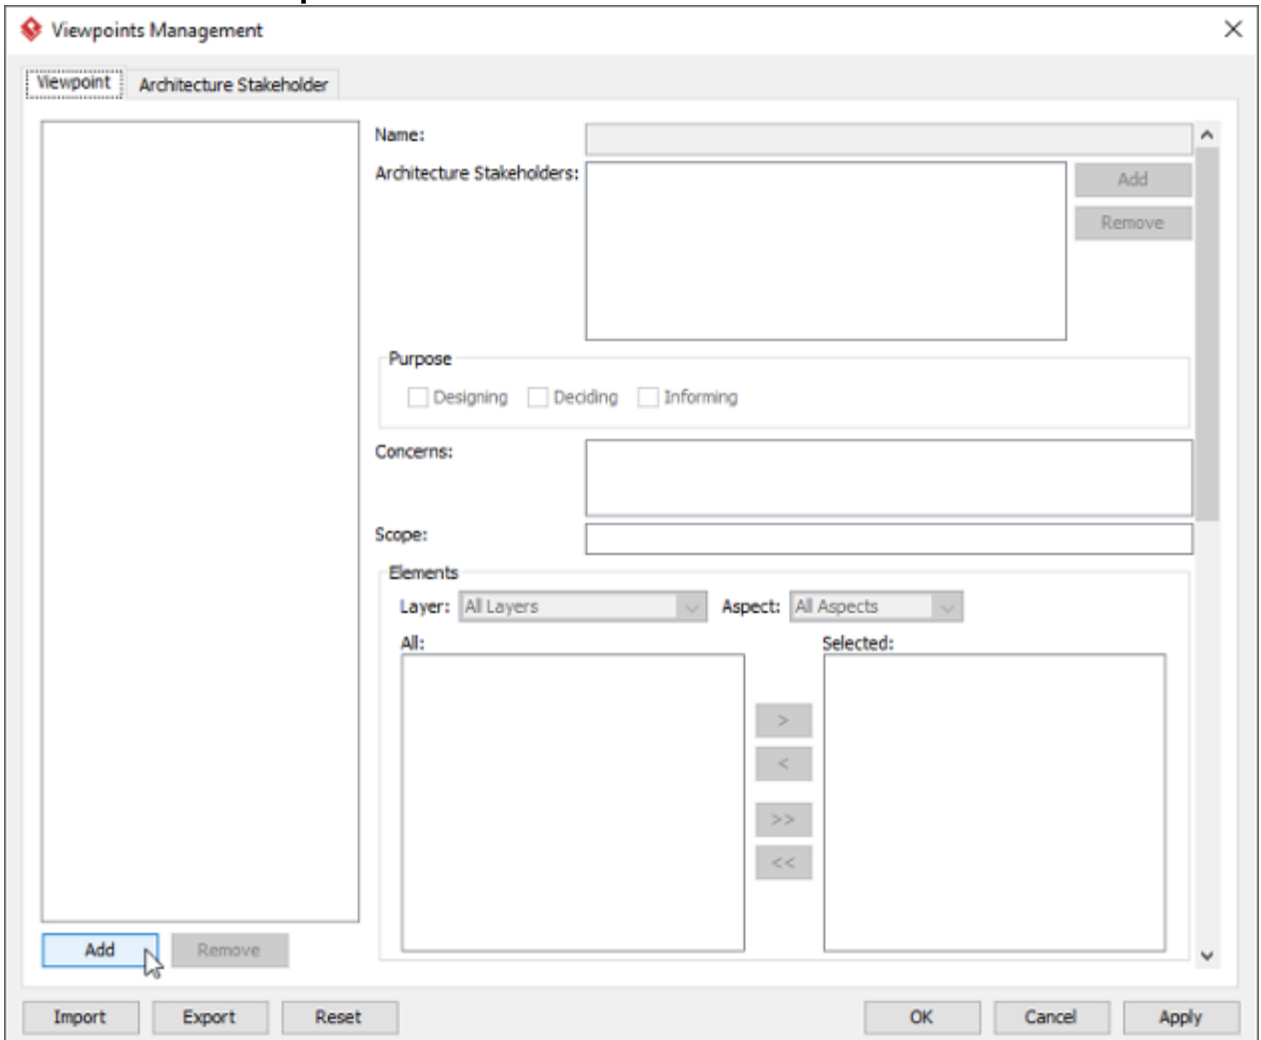 Viewpoints Management
Viewpoint Architecture Stakeholder
Name:
Architecture Stakeholders:
Add
Remove
Purpose
Designing Deciding Informing
Concerns:
Scope:
Elements
Layer: All Layers Aspect: All Aspects
All: Selected:
>
<
>>
<<
Add Remove
Import Export Reset OK Cancel Apply